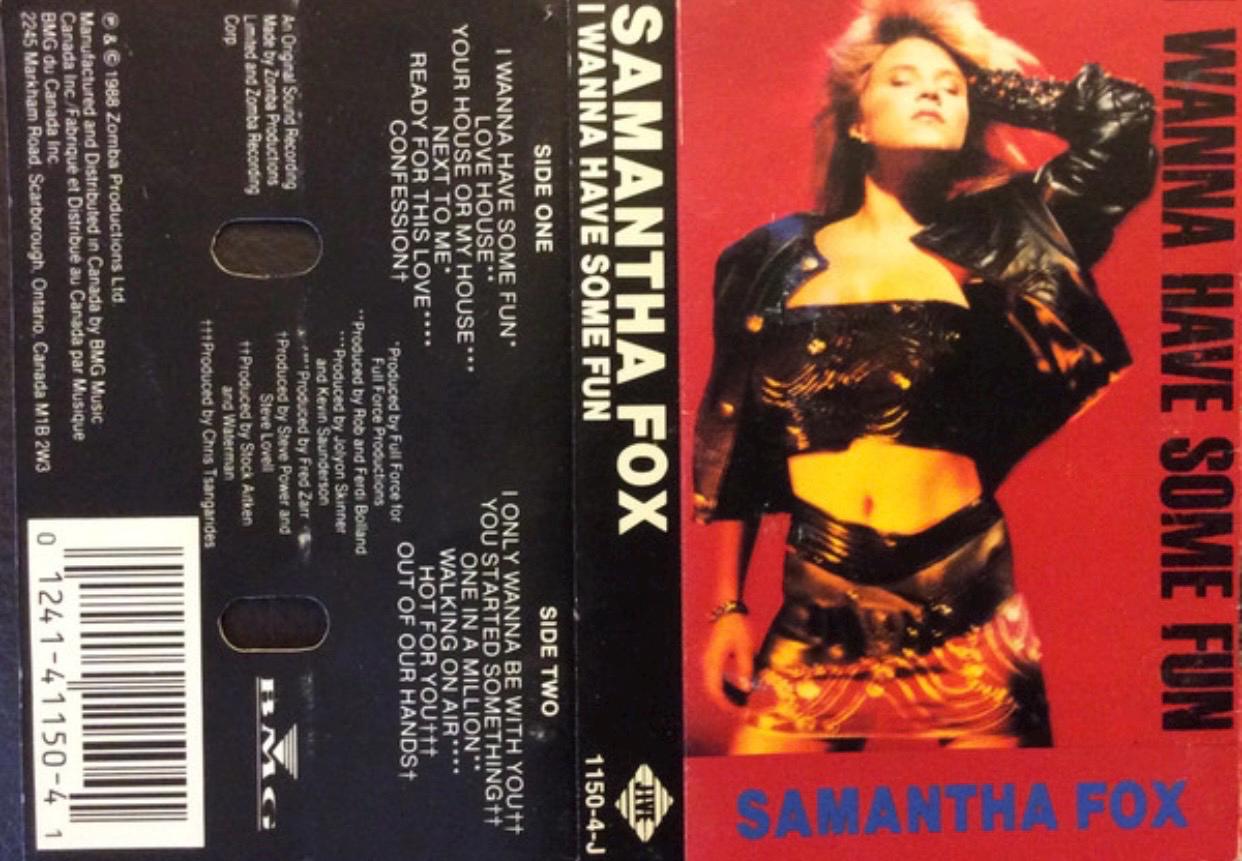 WANNA HAVE SOME FUN
SAMANTHA FOX
SAMANTHA FOX
I WANNA HAVE SOME FUN
JIVE
1150-4-J
SIDE ONE
I WANNA HAVE SOME FUN*
LOVE HOUSE**
YOUR HOUSE OR MY HOUSE***
NEXT TO ME*
READY FOR THIS LOVE****
CONFESSION†
SIDE TWO
I ONLY WANNA BE WITH YOU††
YOU STARTED SOMETHING††
ONE IN A MILLION**
WALKING ON AIR****
HOT FOR YOU†††
OUT OF OUR HANDS†
*Produced by Full Force for
Full Force Productions
**Produced by Rob and Ferdi Bolland
***Produced by Jolyon Skinner
and Kevin Saunderson
****Produced by Fred Zarr
†Produced by Steve Power and
Steve Lovell
††Produced by Stock Aitken
and Waterman
†††Produced by Chris Tsangarides
An Original Sound Recording
Made by Zomba Productions
Limited and Zomba Recording
Corp
℗ & © 1988 Zomba Productions Ltd.
Manufactured and Distributed in Canada by BMG Music
Canada Inc./Fabriqué et Distribué au Canada par Musique
BMG du Canada Inc
2245 Markham Road, Scarborough, Ontario, Canada M1B 2W3
BMG
0 1241-41150-4 1